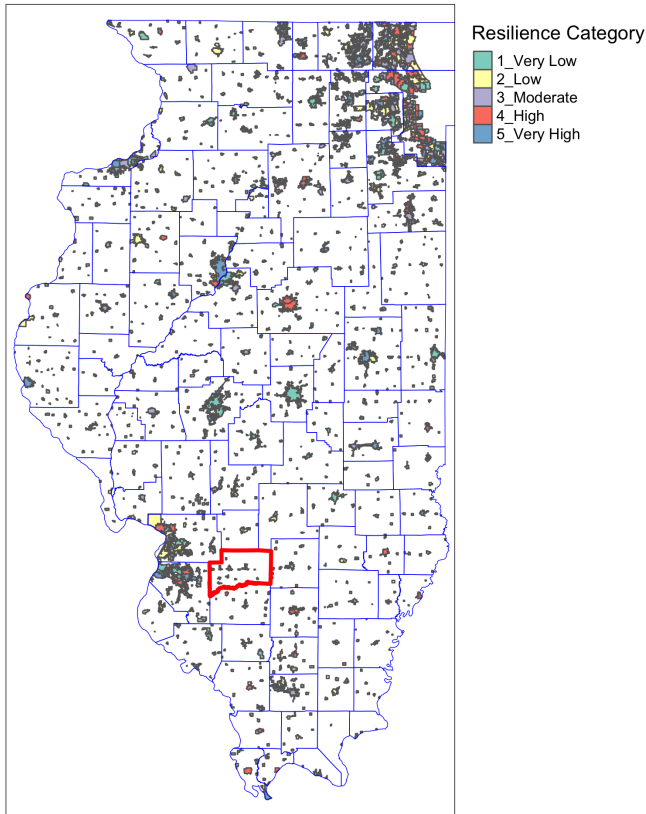 Resilience Category
1_Very Low
2_Low
3_Moderate
4_High
5_Very High